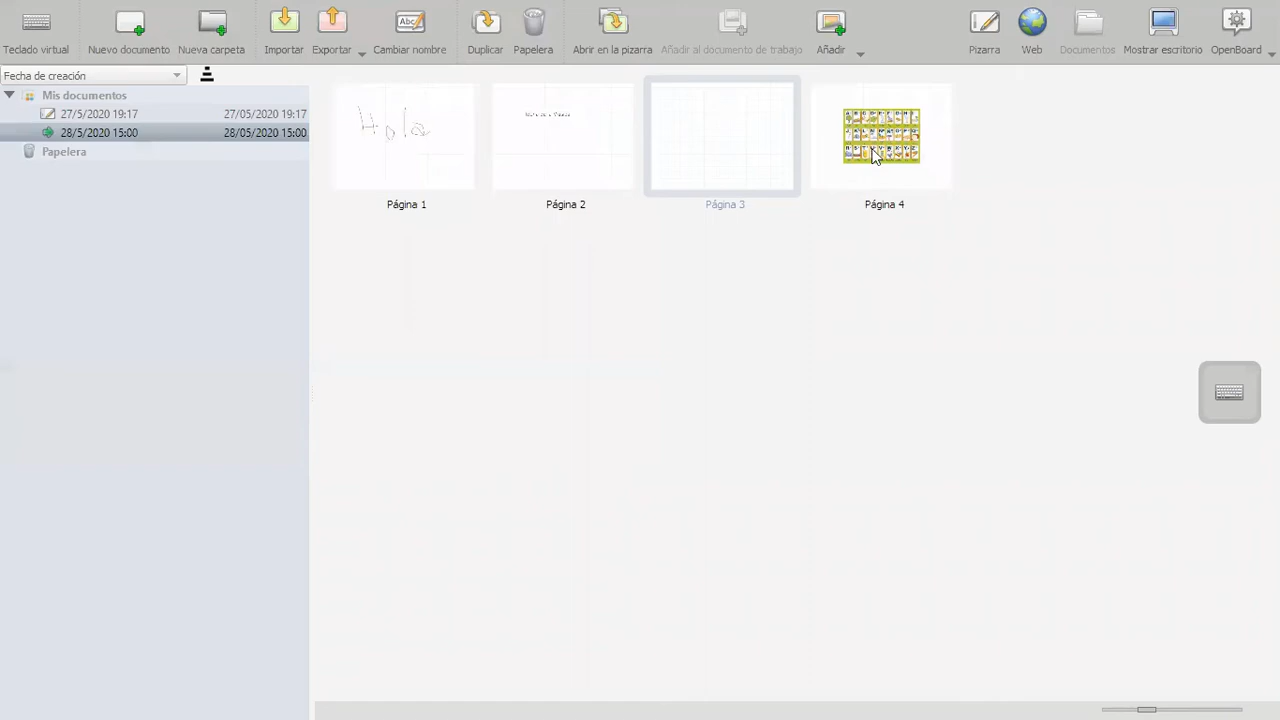 Teclado virtual
Nuevo documento
Nueva carpeta
Importar
Exportar
Cambiar nombre
Duplicar
Papelera
Abrir en la pizarra
Añadir al documento de trabajo
Añadir
Pizarra
Web
Documentos
Mostrar escritorio
OpenBoard
Fecha de creación
Mis documentos
27/5/2020 19:17 27/05/2020 19:17
28/5/2020 15:00 28/05/2020 15:00
Papelera
Hola
Página 1
Página 2
Página 3
Página 4